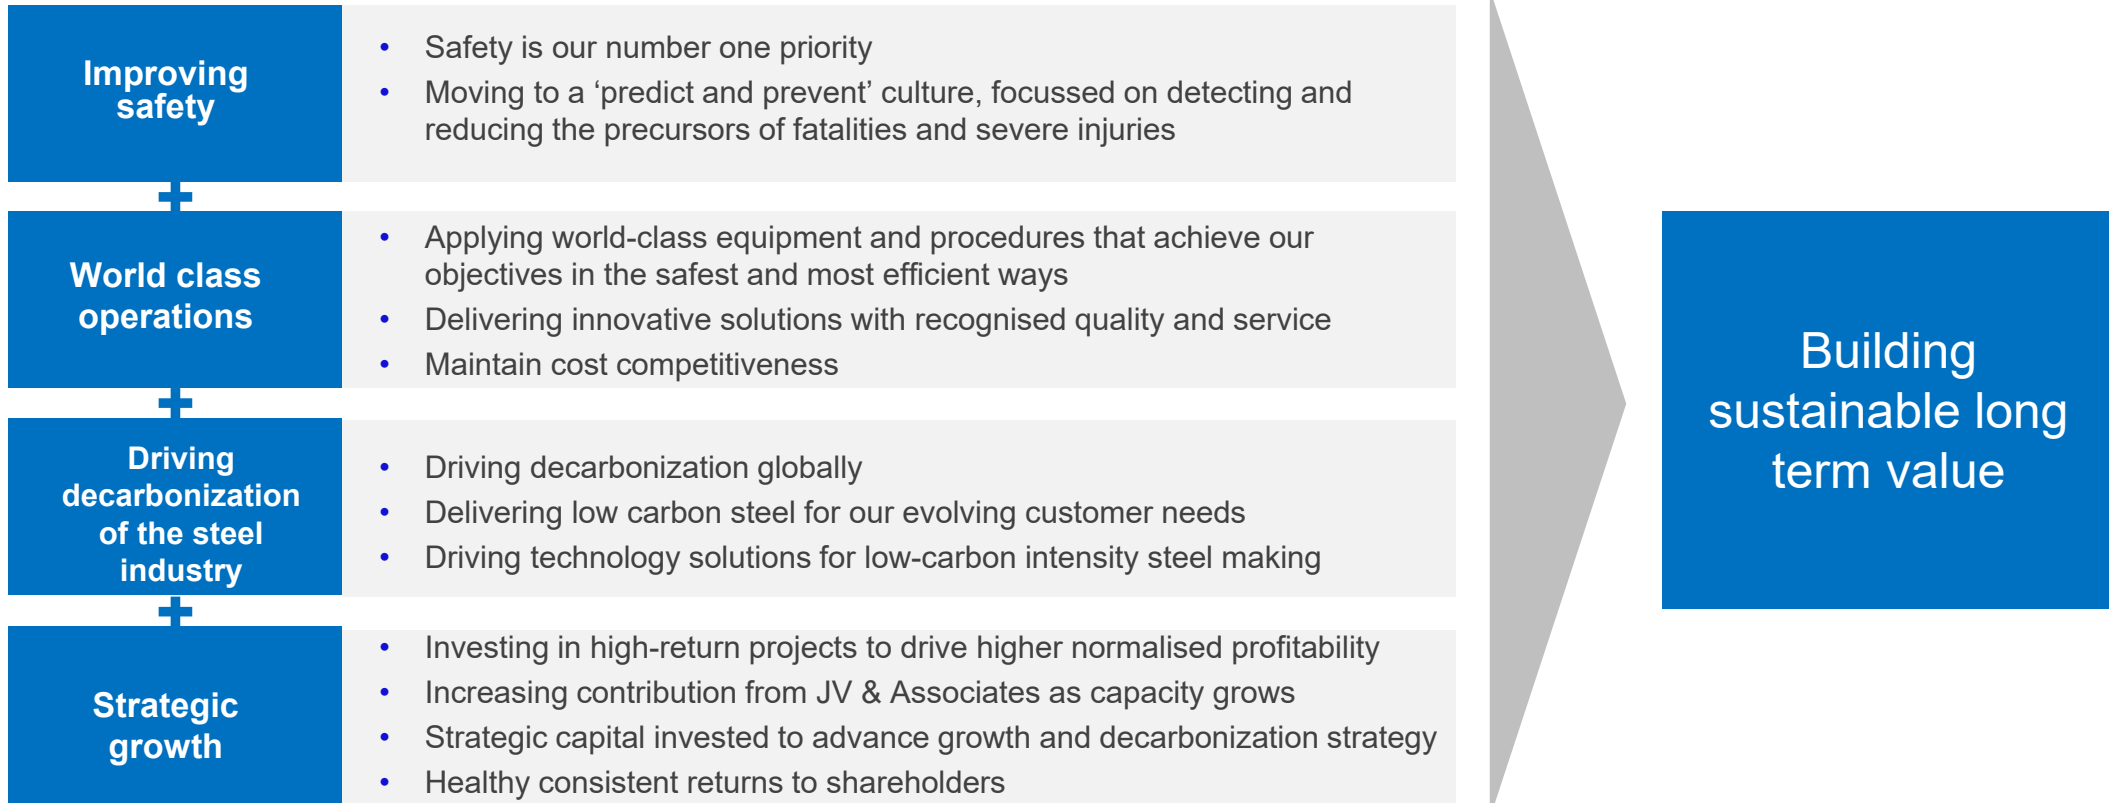 Improving
safety
• Safety is our number one priority
• Moving to a ‘predict and prevent’ culture, focussed on detecting and
reducing the precursors of fatalities and severe injuries
World class
operations
• Applying world-class equipment and procedures that achieve our
objectives in the safest and most efficient ways
• Delivering innovative solutions with recognised quality and service
• Maintain cost competitiveness
Driving
decarbonization
of the steel
industry
• Driving decarbonization globally
• Delivering low carbon steel for our evolving customer needs
• Driving technology solutions for low-carbon intensity steel making
Strategic
growth
• Investing in high-return projects to drive higher normalised profitability
• Increasing contribution from JV & Associates as capacity grows
• Strategic capital invested to advance growth and decarbonization strategy
• Healthy consistent returns to shareholders
Building
sustainable long
term value